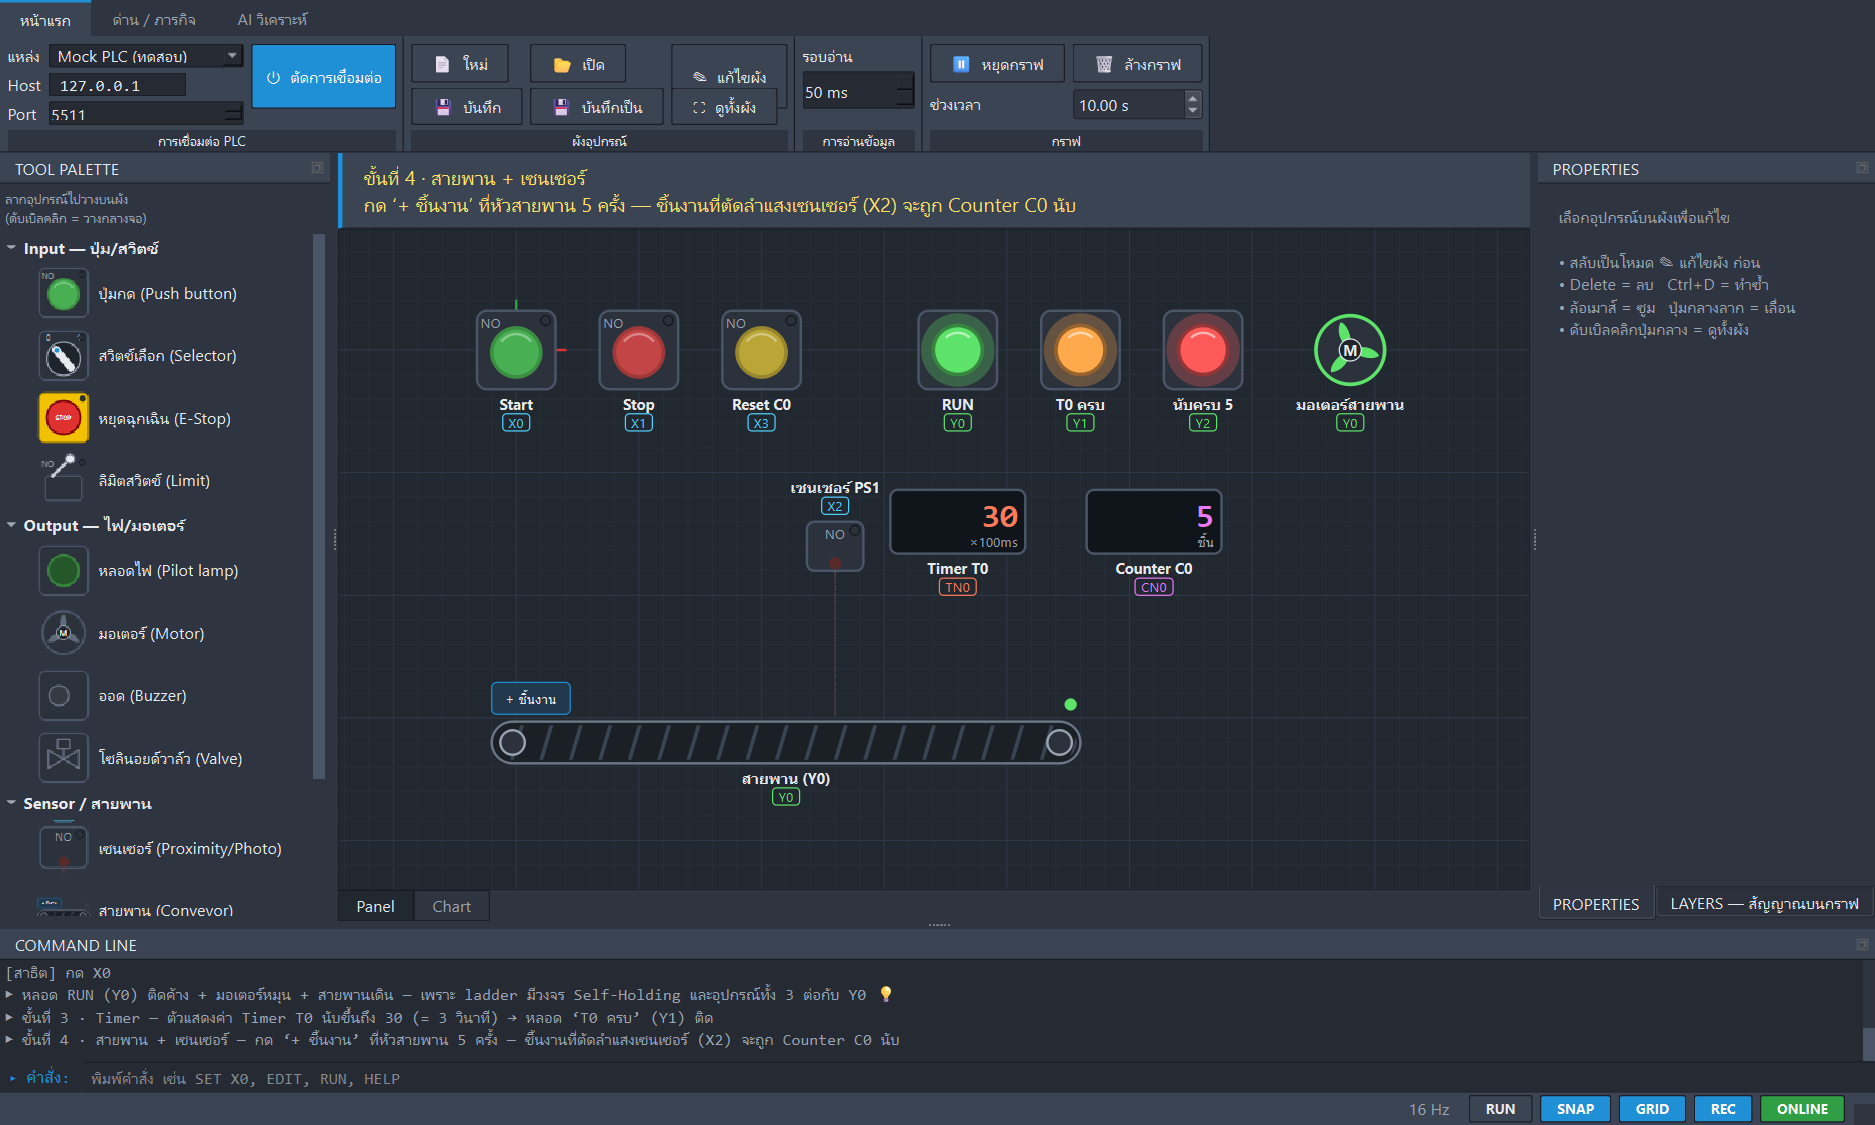 หน้าแรก
ด่าน / ภารกิจ
AI วิเคราะห์
แหล่ง
Mock PLC (ทดสอบ)
Host
127.0.0.1
Port
5511
ตัดการเชื่อมต่อ
การเชื่อมต่อ PLC
ใหม่
เปิด
แก้ไขผัง
บันทึก
บันทึกเป็น
ดูทั้งผัง
ผังอุปกรณ์
รอบอ่าน
50 ms
การอ่านข้อมูล
หยุดกราฟ
ล้างกราฟ
ช่วงเวลา
10.00 s
กราฟ
TOOL PALETTE
ลากอุปกรณ์ไปวางบนผัง
(ดับเบิลคลิก = วางกลางจอ)
Input — ปุ่ม/สวิตช์
NO
ปุ่มกด (Push button)
สวิตช์เลือก (Selector)
STOP
หยุดฉุกเฉิน (E-Stop)
NO
ลิมิตสวิตช์ (Limit)
Output — ไฟ/มอเตอร์
หลอดไฟ (Pilot lamp)
M
มอเตอร์ (Motor)
ออด (Buzzer)
โซลินอยด์วาล์ว (Valve)
Sensor / สายพาน
NO
เซนเซอร์ (Proximity/Photo)
สายพาน (Conveyor)
ขั้นที่ 4 · สายพาน + เซนเซอร์
กด ‘+ ชิ้นงาน’ ที่หัวสายพาน 5 ครั้ง — ชิ้นงานที่ตัดลำแสงเซนเซอร์ (X2) จะถูก Counter C0 นับ
NO
Start
X0
NO
Stop
X1
NO
Reset C0
X3
RUN
Y0
T0 ครบ
Y1
นับครบ 5
Y2
M
มอเตอร์สายพาน
Y0
เซนเซอร์ PS1
X2
NO
30
×100ms
Timer T0
TN0
5
ชิ้น
Counter C0
CN0
+ ชิ้นงาน
สายพาน (Y0)
Y0
Panel
Chart
PROPERTIES
เลือกอุปกรณ์บนผังเพื่อแก้ไข
• สลับเป็นโหมด ✎ แก้ไขผัง ก่อน
• Delete = ลบ Ctrl+D = ทำซ้ำ
• ล้อเมาส์ = ซูม ปุ่มกลางลาก = เลื่อน
• ดับเบิลคลิกปุ่มกลาง = ดูทั้งผัง
PROPERTIES
LAYERS — สัญญาณบนกราฟ
COMMAND LINE
[สาธิต] กด X0
▶ หลอด RUN (Y0) ติดค้าง + มอเตอร์หมุน + สายพานเดิน — เพราะ ladder มีวงจร Self-Holding และอุปกรณ์ทั้ง 3 ต่อกับ Y0 💡
▶ ขั้นที่ 3 · Timer — ตัวแสดงค่า Timer T0 นับขึ้นถึง 30 (= 3 วินาที) → หลอด ‘T0 ครบ’ (Y1) ติด
▶ ขั้นที่ 4 · สายพาน + เซนเซอร์ — กด ‘+ ชิ้นงาน’ ที่หัวสายพาน 5 ครั้ง — ชิ้นงานที่ตัดลำแสงเซนเซอร์ (X2) จะถูก Counter C0 นับ
▸ คำสั่ง:
พิมพ์คำสั่ง เช่น SET X0, EDIT, RUN, HELP
16 Hz
RUN
SNAP
GRID
REC
ONLINE